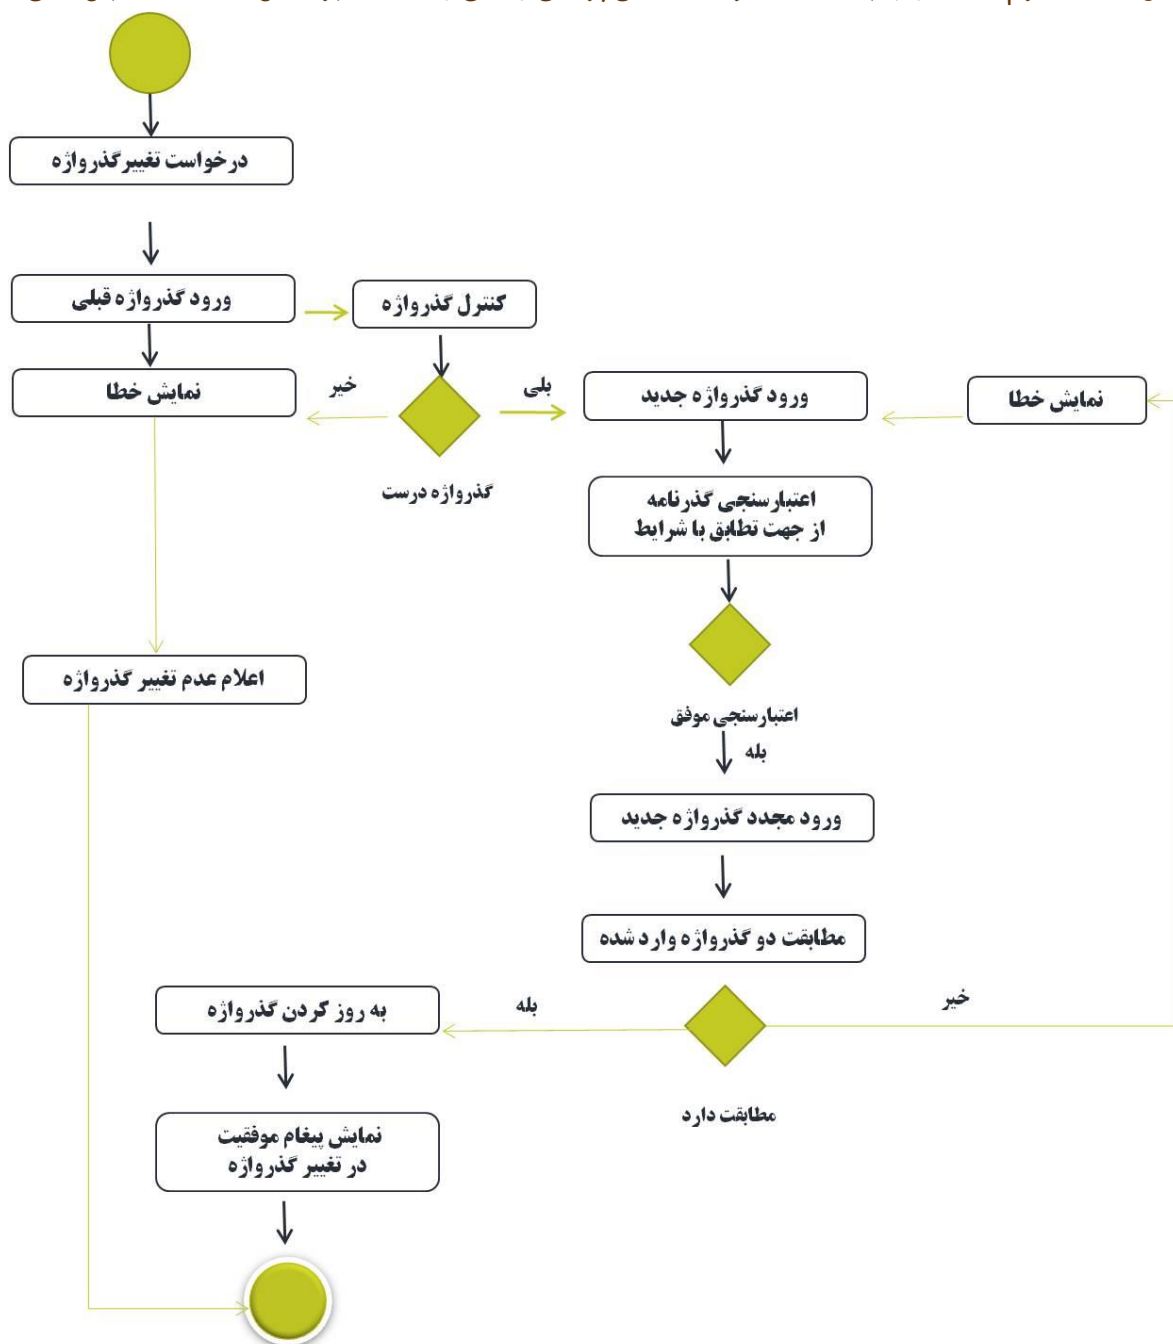 درخواست تغییر گذرواژه
ورود گذرواژه قبلی
کنترل گذرواژه
نمایش خطا
خیر
بلی
ورود گذرواژه جدید
نمایش خطا
گذرواژه درست
اعتبارسنجی گذرنامه
از جهت تطابق با شرایط
اعلام عدم تغییر گذرواژه
اعتبارسنجی موفق
بله
ورود مجدد گذرواژه جدید
مطابقت دو گذرواژه وارد شده
به روز کردن گذرواژه
بله
خیر
مطابقت دارد
نمایش پیغام موفقیت
در تغییر گذرواژه